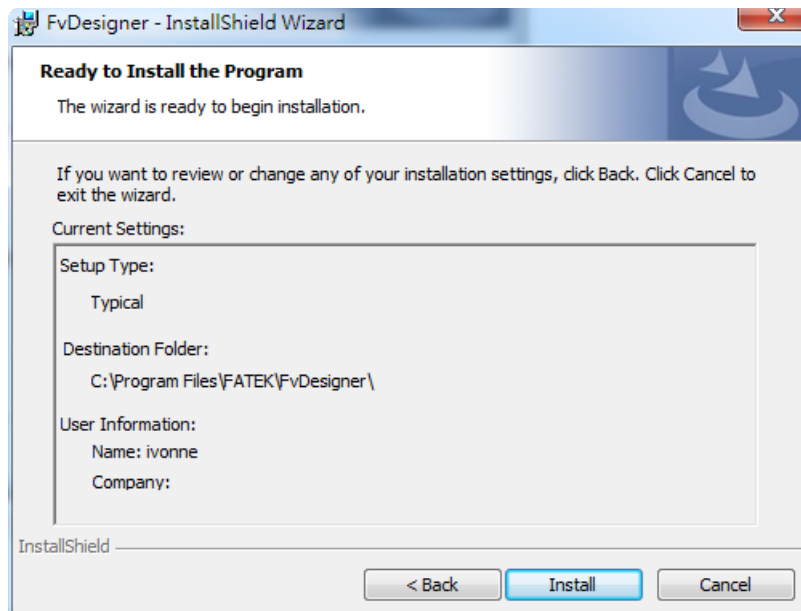 FvDesigner - InstallShield Wizard
Ready to Install the Program
The wizard is ready to begin installation.
If you want to review or change any of your installation settings, click Back. Click Cancel to
exit the wizard.
Current Settings:
Setup Type:
Typical
Destination Folder:
C:\Program Files\FATEK\FvDesigner\
User Information:
Name: ivonne
Company:
InstallShield
< Back
Install
Cancel